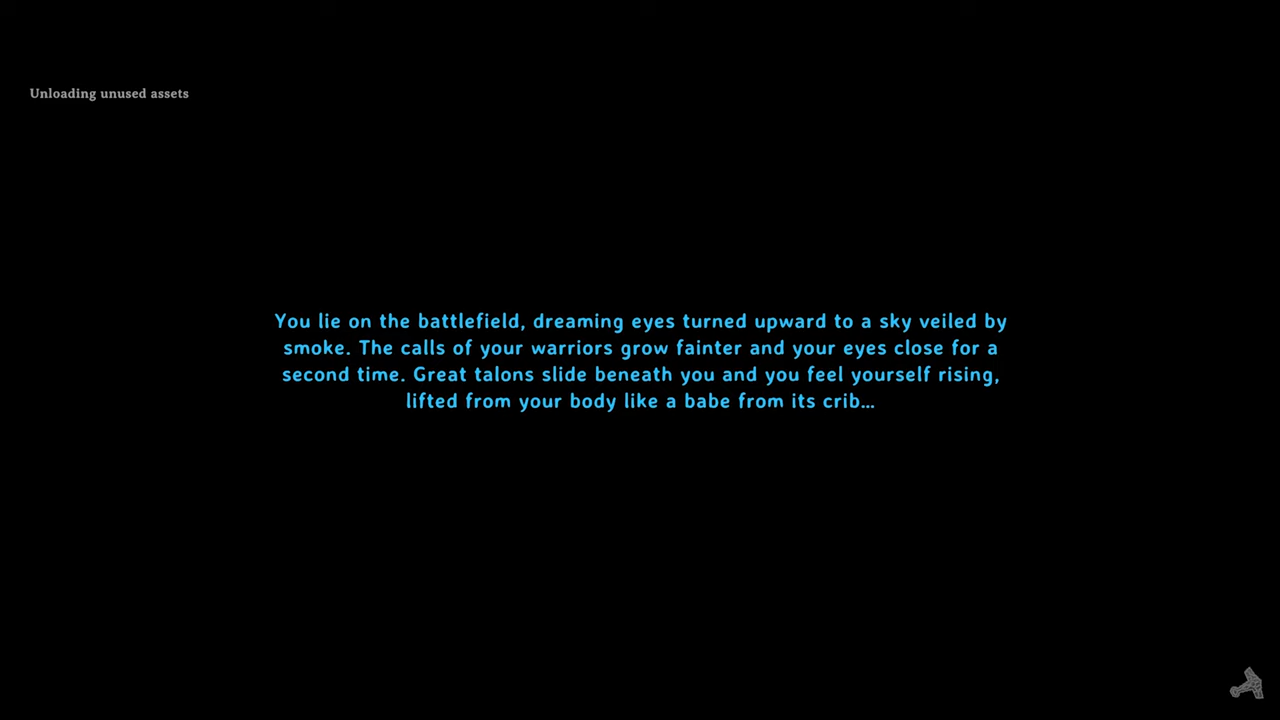 Unloading unused assets
You lie on the battlefield, dreaming eyes turned upward to a sky veiled by
smoke. The calls of your warriors grow fainter and your eyes close for a
second time. Great talons slide beneath you and you feel yourself rising,
lifted from your body like a babe from its crib...